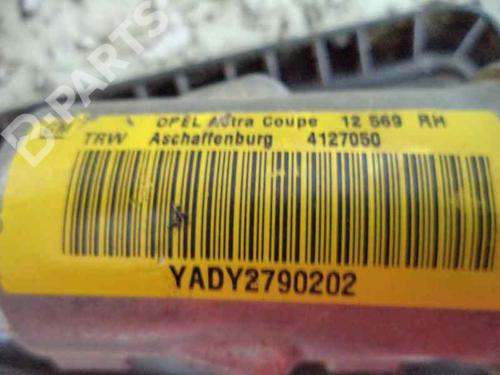 OPEL Astra Coupe 12 569 RH
TRW Aschaffenburg 4127050
YADY2790202
D-PARTS